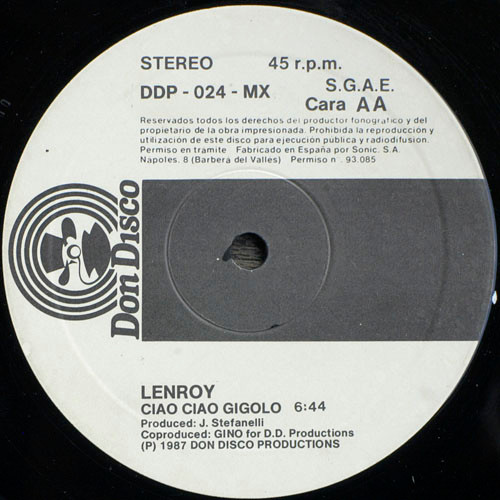 STEREO 45 r.p.m.
DDP - 024 - MX S.G.A.E.
Cara AA
Reservados todos los derechos del productor fonografico y del
propietario de la obra impresionada. Prohibida la reproducción y
utilización de este disco para ejecucion publica y radiodifusion.
Permiso en tramite Fabricado en España por Sonic. S.A.
Napoles. 8 (Barbera del Valles) Permiso n°. 93.085
Don Disco
LENROY
CIAO CIAO GIGOLO 6:44
Produced: J. Stefanelli
Coproduced: GINO for D.D. Productions
(P) 1987 DON DISCO PRODUCTIONS